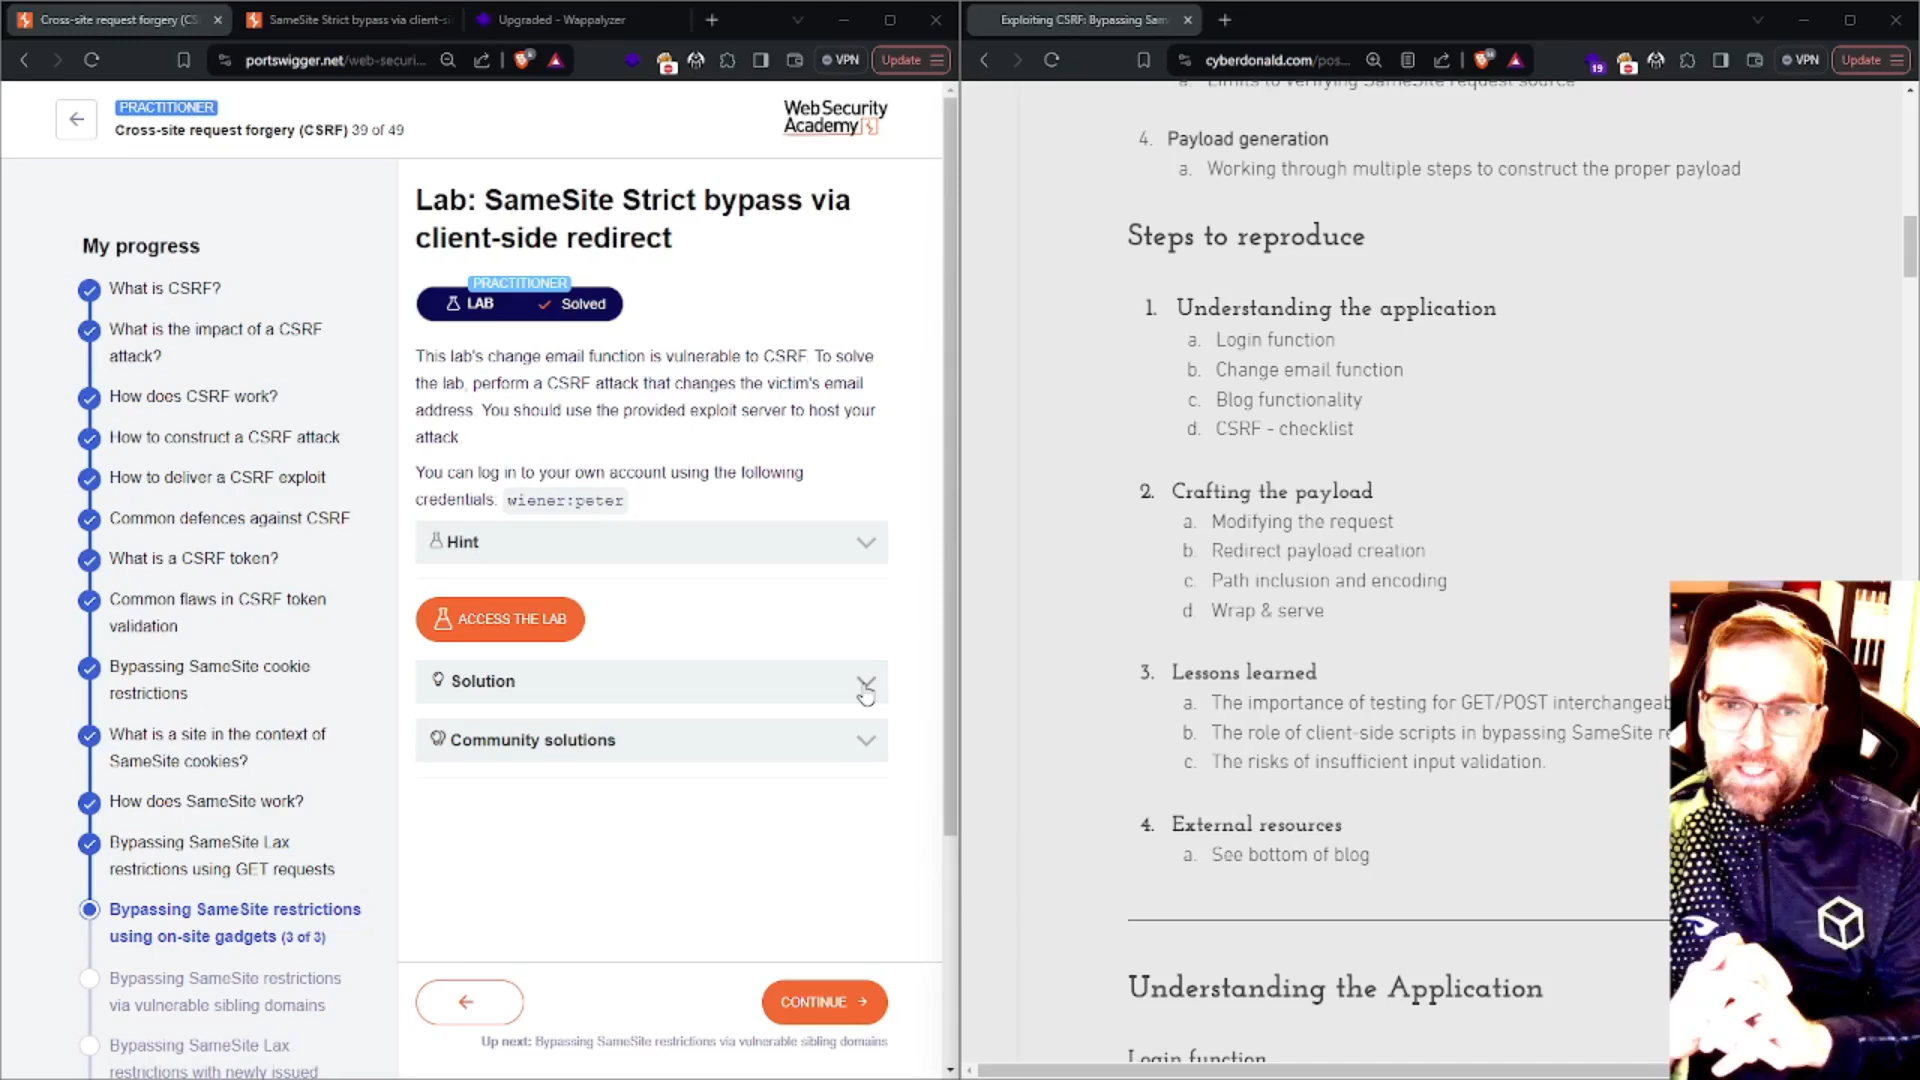 Cross-site request forgery (CS
SameSite Strict bypass via client-si
Upgraded - Wappalyzer
portswigger.net/web-securi...
VPN
Update
PRACTITIONER
Cross-site request forgery (CSRF) 39 of 49
WebSecurity
Academy
My progress
What is CSRF?
What is the impact of a CSRF
attack?
How does CSRF work?
How to construct a CSRF attack
How to deliver a CSRF exploit
Common defences against CSRF
What is a CSRF token?
Common flaws in CSRF token
validation
Bypassing SameSite cookie
restrictions
What is a site in the context of
SameSite cookies?
How does SameSite work?
Bypassing SameSite Lax
restrictions using GET requests
Bypassing SameSite restrictions
using on-site gadgets (3 of 3)
Bypassing SameSite restrictions
via vulnerable sibling domains
Bypassing SameSite Lax
restrictions with newly issued
Lab: SameSite Strict bypass via
client-side redirect
PRACTITIONER
LAB
Solved
This lab's change email function is vulnerable to CSRF. To solve
the lab, perform a CSRF attack that changes the victim's email
address. You should use the provided exploit server to host your
attack.
You can log in to your own account using the following
credentials: wiener:peter
Hint
ACCESS THE LAB
Solution
Community solutions
CONTINUE
Up next: Bypassing SameSite restrictions via vulnerable sibling domains
Exploiting CSRF: Bypassing Sam
cyberdonald.com/pos...
19
VPN
Update
a. Limits to verifying SameSite request source
4. Payload generation
a. Working through multiple steps to construct the proper payload
Steps to reproduce
1. Understanding the application
a. Login function
b. Change email function
c. Blog functionality
d. CSRF - checklist
2. Crafting the payload
a. Modifying the request
b. Redirect payload creation
c. Path inclusion and encoding
d. Wrap & serve
3. Lessons learned
a. The importance of testing for GET/POST interchangeab
b. The role of client-side scripts in bypassing SameSite r
c. The risks of insufficient input validation.
4. External resources
a. See bottom of blog
Understanding the Application
Login function